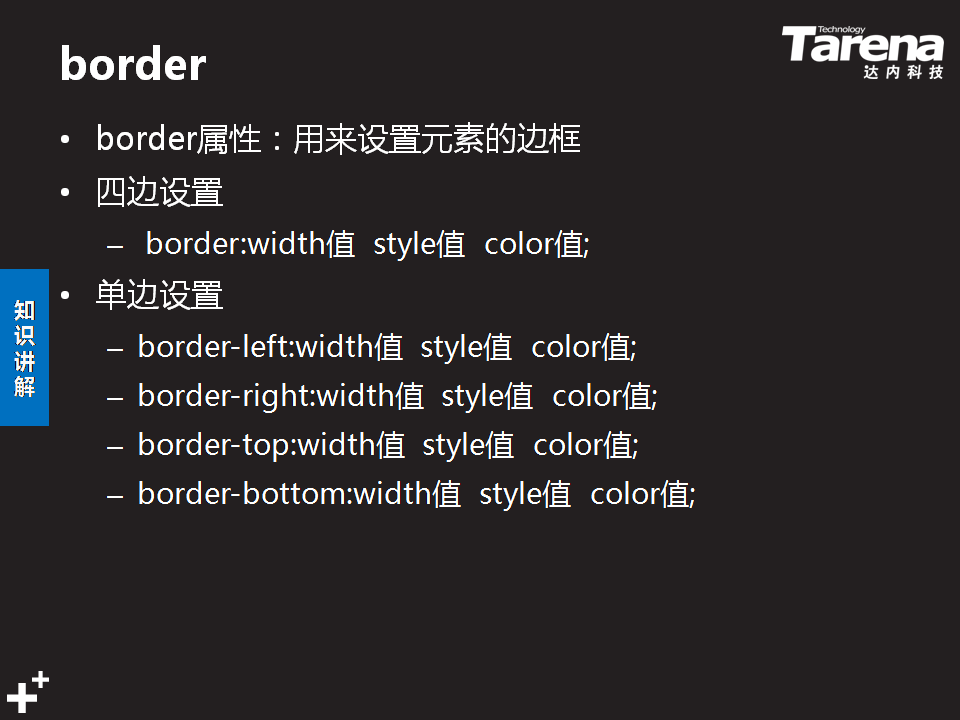 Technology
Tarena
达内科技
border
• border属性：用来设置元素的边框
• 四边设置
– border:width值 style值 color值;
• 单边设置
– border-left:width值 style值 color值;
– border-right:width值 style值 color值;
– border-top:width值 style值 color值;
– border-bottom:width值 style值 color值;
知识讲解